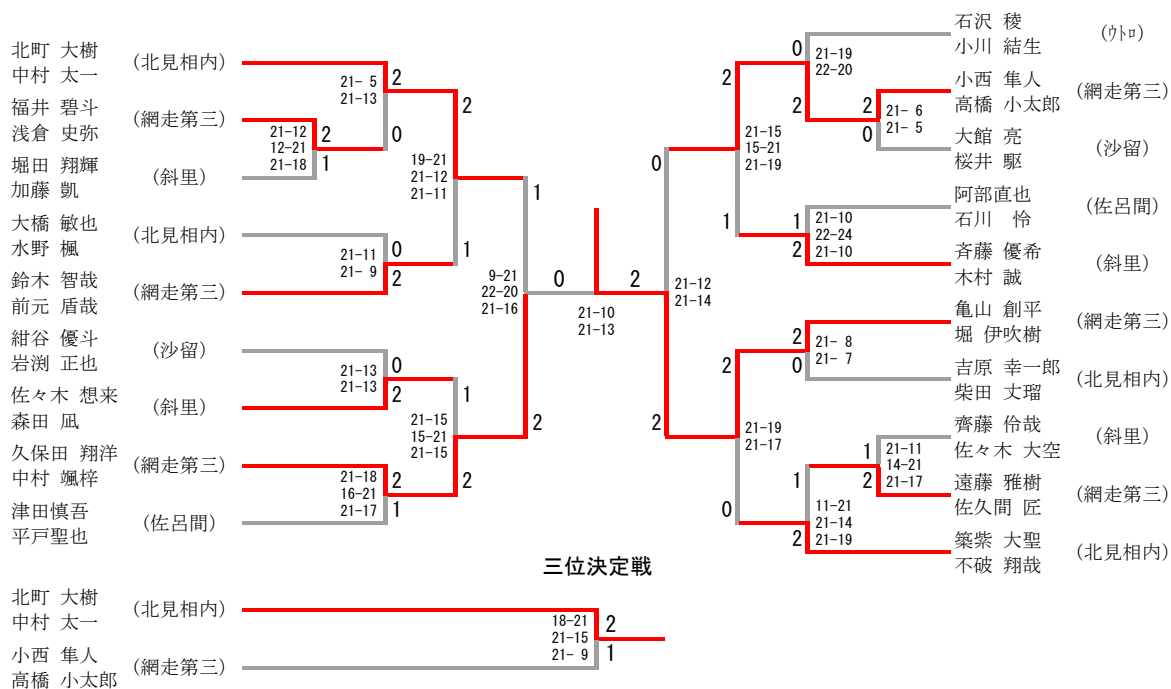 北町 大樹
中村 太一
(北見相内)
福井 碧斗
浅倉 史弥
(網走第三)
堀田 翔輝
加藤 凱
(斜里)
大橋 敏也
水野 楓
(北見相内)
鈴木 智哉
前元 盾哉
(網走第三)
紺谷 優斗
岩渕 正也
(沙留)
佐々木 想来
森田 凪
(斜里)
久保田 翔洋
中村 颯梓
(網走第三)
津田慎吾
平戸聖也
(佐呂間)
21-12
12-21
21-18
2
1
21- 5
21-13
2
0
21-11
21- 9
0
2
21-13
21-13
0
2
21-18
16-21
21-17
2
1
19-21
21-12
21-11
2
1
21-15
15-21
21-15
1
2
9-21
22-20
21-16
1
2
0
2
21-10
21-13
21-12
21-14
0
2
21-15
15-21
21-19
2
1
21-19
21-17
2
0
21-19
22-20
0
2
21- 6
21- 5
2
0
21-10
22-24
21-10
1
2
21- 8
21- 7
2
0
21-11
14-21
21-17
1
2
11-21
21-14
21-19
1
2
石沢 稜
小川 結生
(ｳﾄﾛ)
小西 隼人
高橋 小太郎
(網走第三)
大館 亮
桜井 駆
(沙留)
阿部直也
石川 怜
(佐呂間)
斉藤 優希
木村 誠
(斜里)
亀山 創平
堀 伊吹樹
(網走第三)
吉原 幸一郎
柴田 丈瑠
(北見相内)
齊藤 伶哉
佐々木 大空
(斜里)
遠藤 雅樹
佐久間 匠
(網走第三)
築紫 大聖
不破 翔哉
(北見相内)
三位決定戦
北町 大樹
中村 太一
(北見相内)
小西 隼人
高橋 小太郎
(網走第三)
18-21
21-15
21- 9
2
1